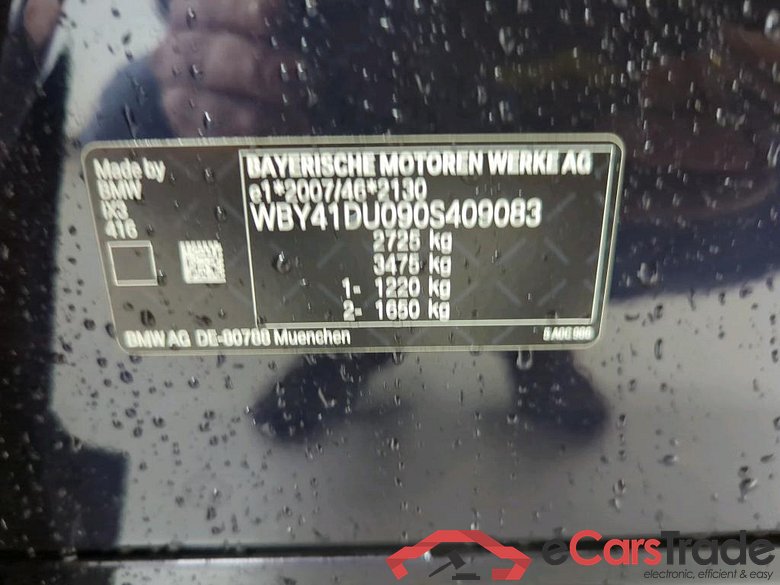 Made by
BMW
iX3
416
BAYERISCHE MOTOREN WERKE AG
e1*2007/46*2130
WBY41DU090S409083
2725 kg
3475 kg
1- 1220 kg
2- 1650 kg
BMW AG DE-80788 Muenchen
eCarsTrade
electronic, efficient & easy